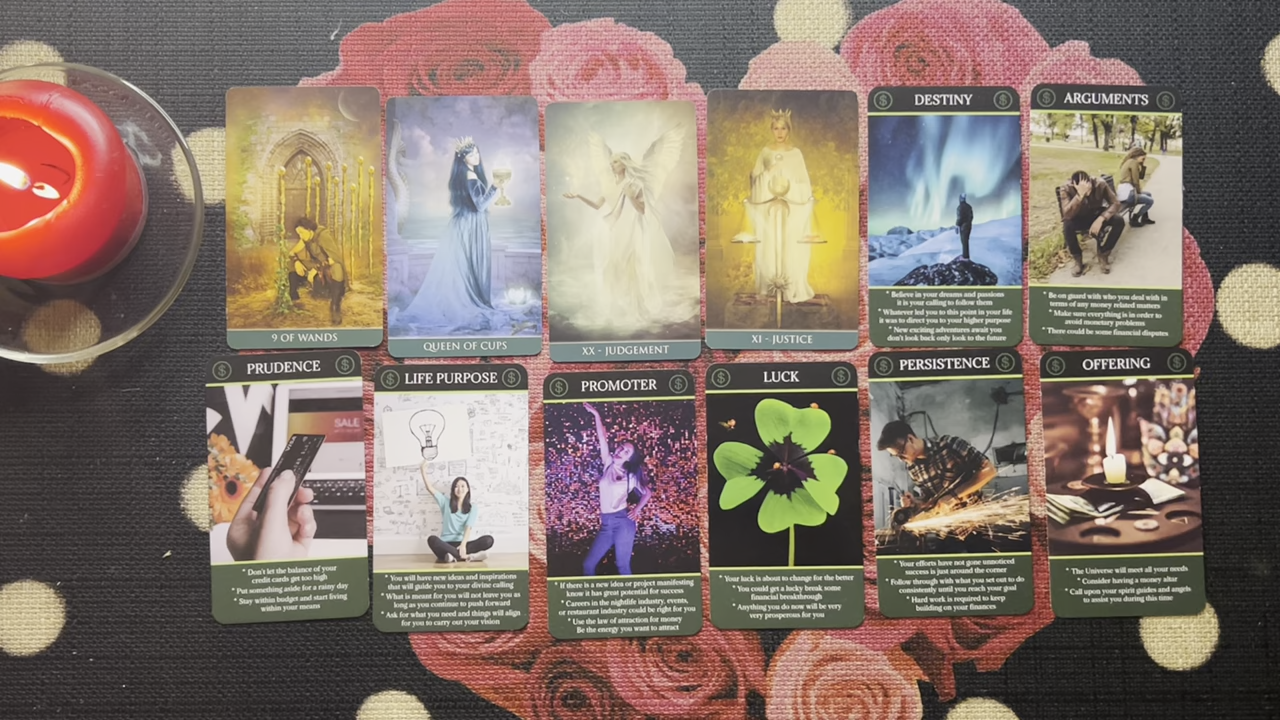 9 OF WANDS
QUEEN OF CUPS
XX - JUDGEMENT
XI - JUSTICE
DESTINY
* Believe in your dreams and passions
it is your calling to follow them
* Whatever led you to this point in your life
it was to direct you to your higher purpose
* New exciting adventures await you
don't look back only look to the future
ARGUMENTS
* Be on guard with who you deal with in
terms of any money related matters
* Make sure everything is in order to
avoid monetary problems
* There could be some financial disputes
PRUDENCE
SALE
* Don't let the balance of your
credit cards get too high
* Put something aside for a rainy day
* Stay within budget and start living
within your means
LIFE PURPOSE
* You will have new ideas and inspirations
that will guide you to your divine calling
* What is meant for you will not leave you as
long as you continue to push forward
* Ask for what you need and things will align
for you to carry out your vision
PROMOTER
* If there is a new idea or project manifesting
know it has great potential for success
* Careers in the nightlife industry, events,
or restaurant industry could be right for you
* Use the law of attraction for money
Be the energy you want to attract
LUCK
* Your luck is about to change for the better
* You could get a lucky break some
financial breakthrough
* Anything you do now will be very
very prosperous for you
PERSISTENCE
* Your efforts have not gone unnoticed
success is just around the corner
* Follow through with what you set out to do
consistently until you reach your goal
* Hard work is required to keep
building on your finances
OFFERING
* The Universe will meet all your needs
* Consider having a money altar
* Call upon your spirit guides and angels
to assist you during this time